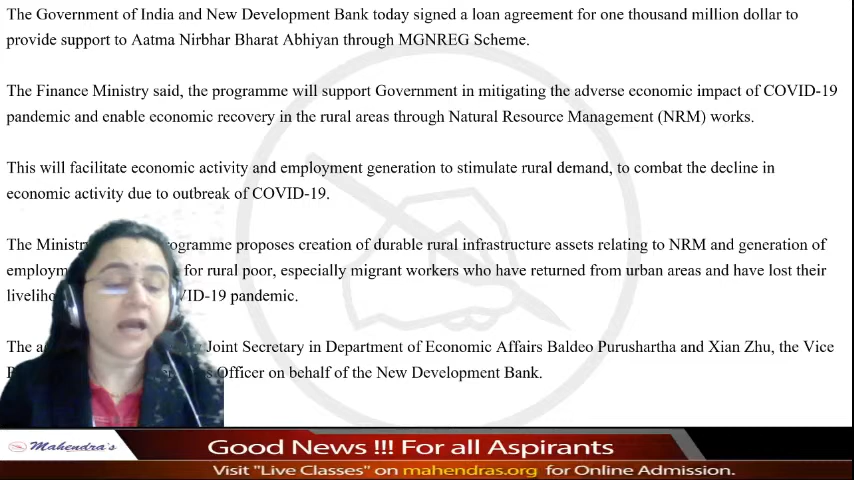 The Government of India and New Development Bank today signed a loan agreement for one thousand million dollar to
provide support to Aatma Nirbhar Bharat Abhiyan through MGNREG Scheme.
The Finance Ministry said, the programme will support Government in mitigating the adverse economic impact of COVID-19
pandemic and enable economic recovery in the rural areas through Natural Resource Management (NRM) works.
This will facilitate economic activity and employment generation to stimulate rural demand, to combat the decline in
economic activity due to outbreak of COVID-19.
The Ministr ogramme proposes creation of durable rural infrastructure assets relating to NRM and generation of
employm for rural poor, especially migrant workers who have returned from urban areas and have lost their
liveliho VID-19 pandemic.
The a Joint Secretary in Department of Economic Affairs Baldeo Purushartha and Xian Zhu, the Vice
Officer on behalf of the New Development Bank.
Mahendra's
Good News !!! For all Aspirants
Visit "Live Classes" on mahendras.org for Online Admission.